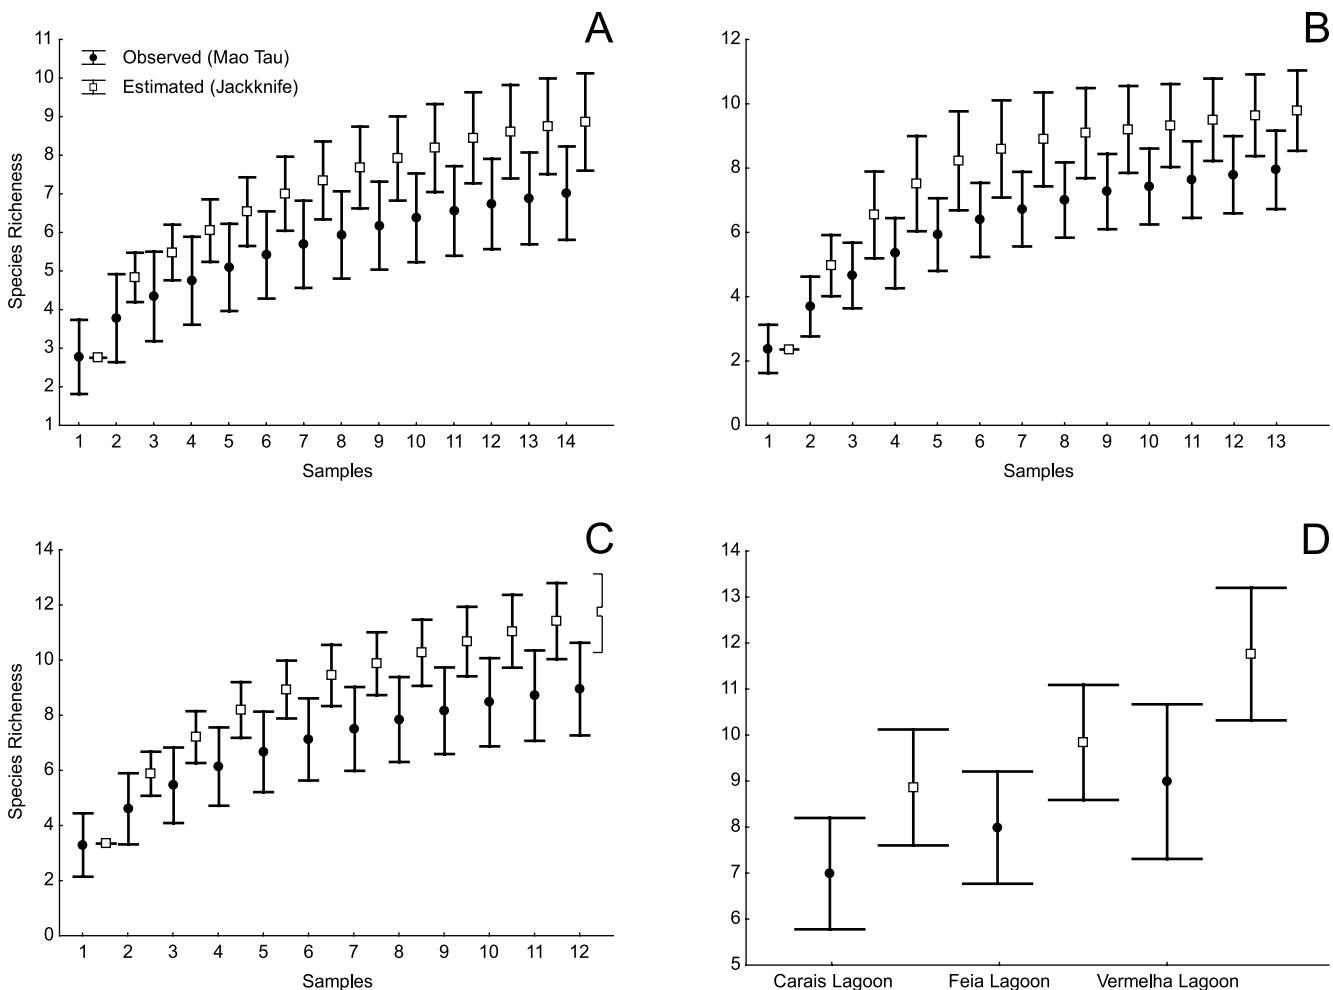 A
Observed (Mao Tau)
Estimated (Jackknife)
Species Richeness
11
10
9
8
7
6
5
4
3
2
1
1 2 3 4 5 6 7 8 9 10 11 12 13 14
Samples
B
12
10
8
6
4
2
0
1 2 3 4 5 6 7 8 9 10 11 12 13
Samples
C
Species Richeness
14
12
10
8
6
4
2
0
1 2 3 4 5 6 7 8 9 10 11 12
Samples
D
14
13
12
11
10
9
8
7
6
5
Carais Lagoon Feia Lagoon Vermelha Lagoon